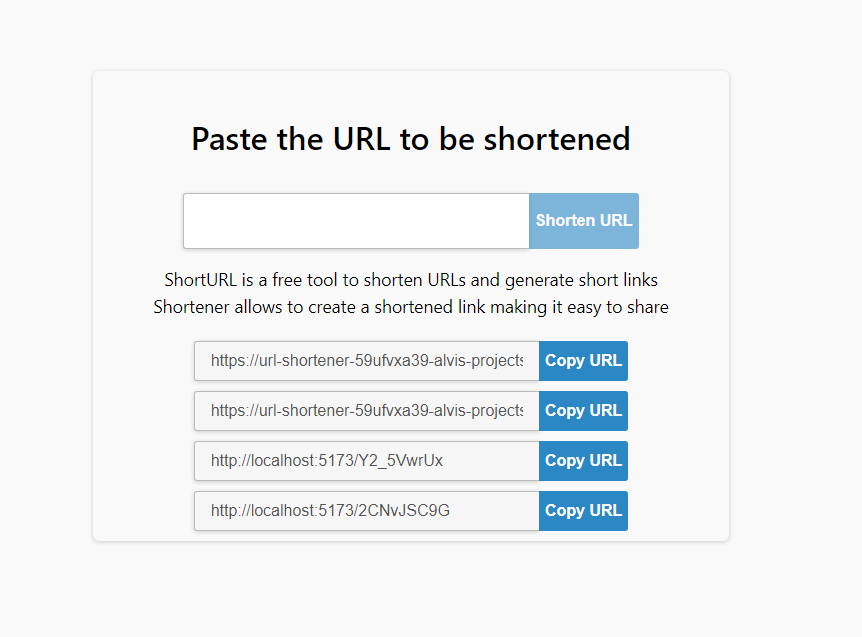 Paste the URL to be shortened
Shorten URL
ShortURL is a free tool to shorten URLs and generate short links
Shortener allows to create a shortened link making it easy to share
https://url-shortener-59ufvxa39-alvis-projects Copy URL
https://url-shortener-59ufvxa39-alvis-projects Copy URL
http://localhost:5173/Y2_5VwrUx Copy URL
http://localhost:5173/2CNvJSC9G Copy URL